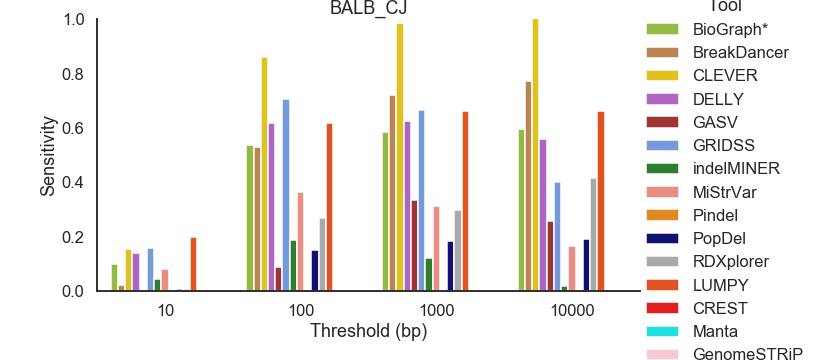 BALB_CJ
Tool
1.0
0.8
0.6
0.4
0.2
0.0
Sensitivity
10
100
1000
10000
Threshold (bp)
BioGraph*
BreakDancer
CLEVER
DELLY
GASV
GRIDSS
indelMINER
MiStrVar
Pindel
PopDel
RDXplorer
LUMPY
CREST
Manta
GenomeSTRiP